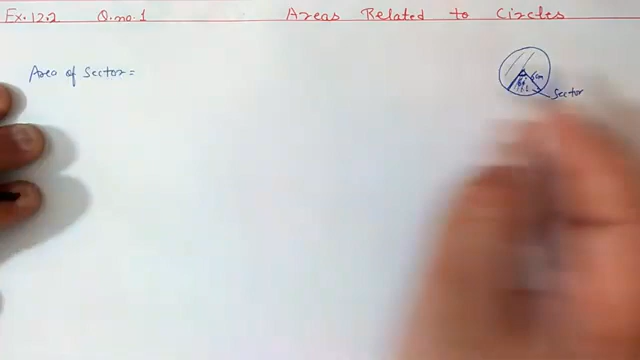 Ex.12.2 Q.no.1 Areas Related to Circles
Area of Sector =
6cm
Sector